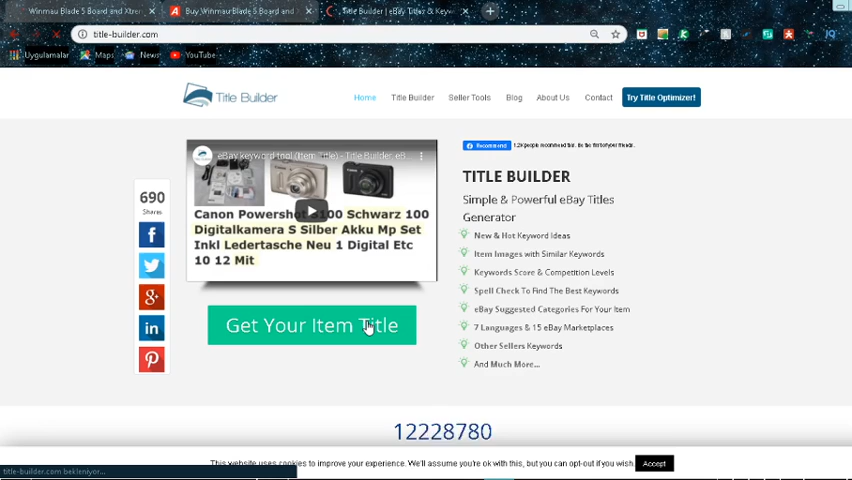 Winmau Blade 5 Board and Xtren
Buy Winmau Blade 5 Board and X
Title Builder | eBay Titles & Keyw
title-builder.com
Uygulamalar
Maps
News
YouTube
Title Builder
Home
Title Builder
Seller Tools
Blog
About Us
Contact
Try Title Optimizer!
690
Shares
eBay keyword tool (Item Title) - Title Builder, eB
Canon Powershot S100 Schwarz 100
Digitalkamera S Silber Akku Mp Set
Inkl Ledertasche Neu 1 Digital Etc
10 12 Mit
Get Your Item Title
Recommend
1.2K people recommend this. Be the first of your friends.
TITLE BUILDER
Simple & Powerful eBay Titles
Generator
New & Hot Keyword Ideas
Item Images with Similar Keywords
Keywords Score & Competition Levels
Spell Check To Find The Best Keywords
eBay Suggested Categories For Your Item
7 Languages & 15 eBay Marketplaces
Other Sellers Keywords
And Much More...
12228780
This website uses cookies to improve your experience. We'll assume you're ok with this, but you can opt-out if you wish.
Accept
title-builder.com bekleniyor...